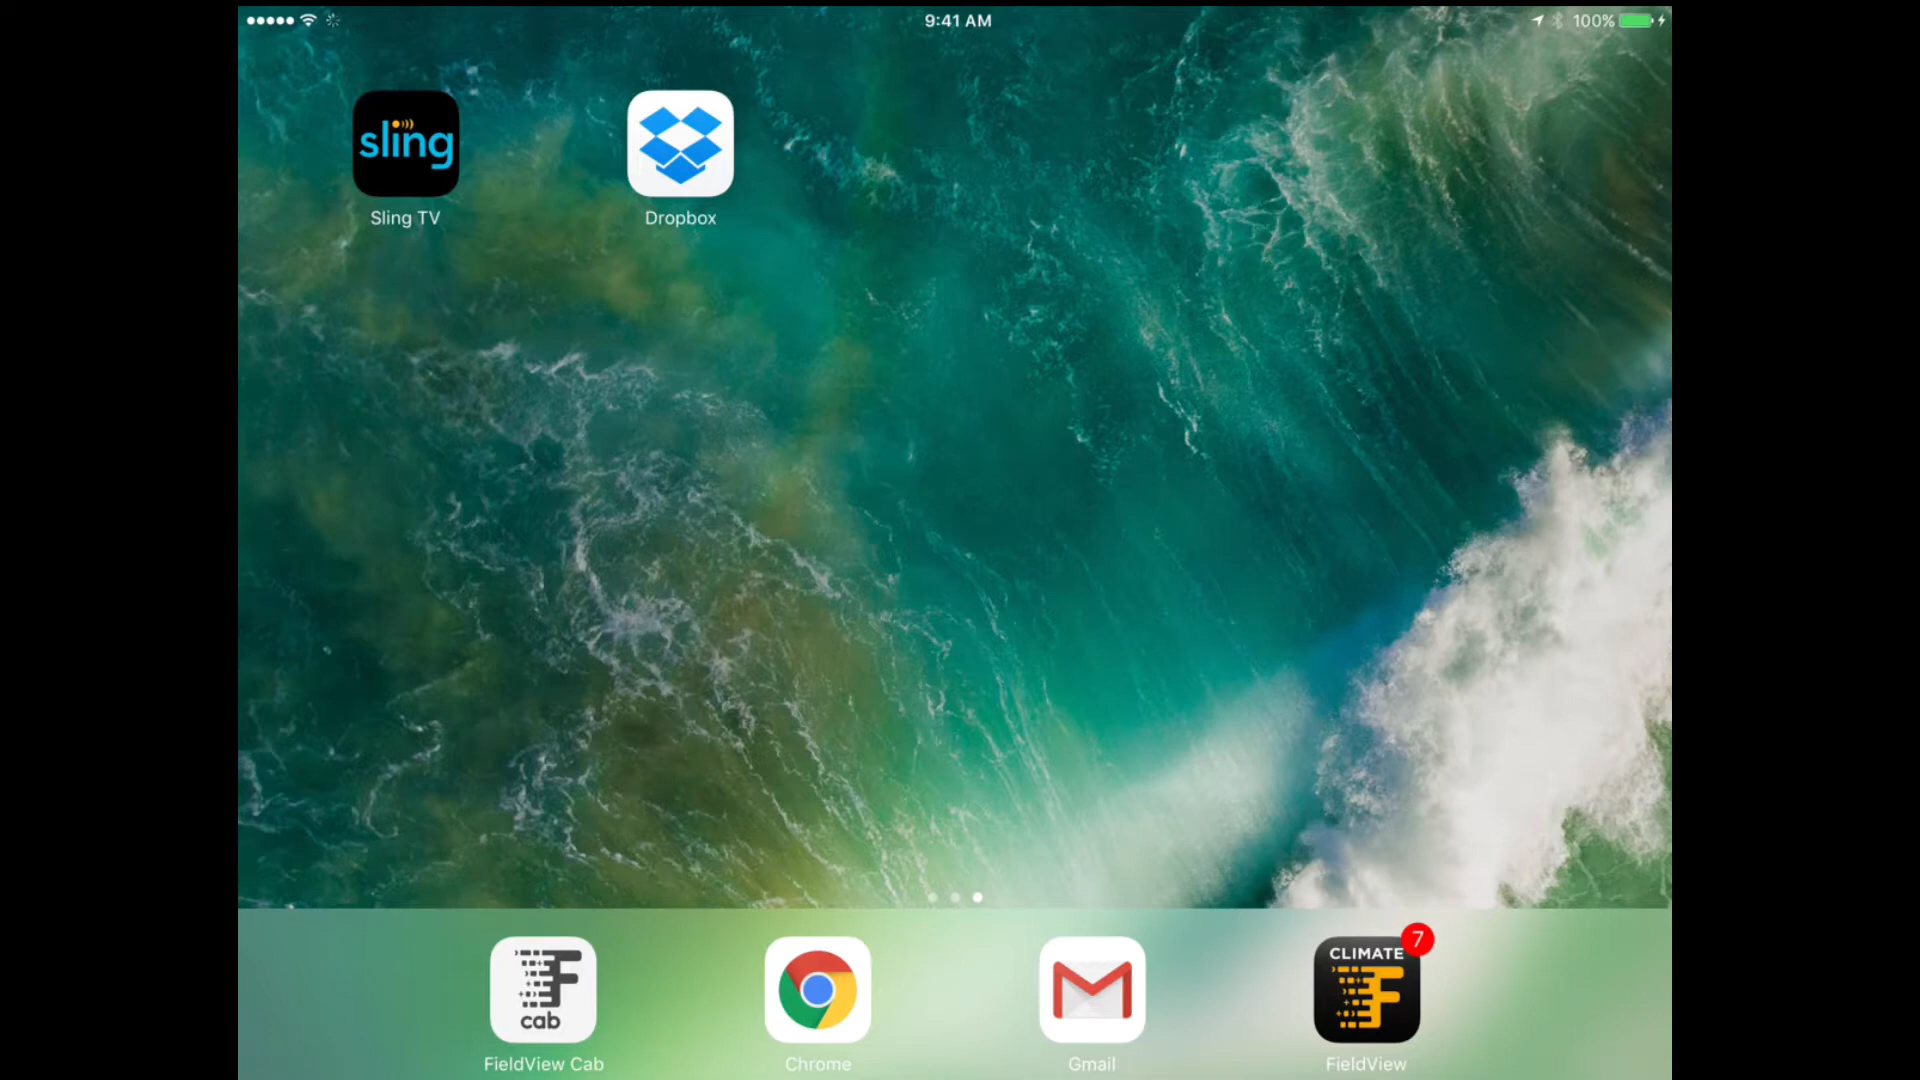 9:41 AM
100%
sling
Sling TV
Dropbox
7
CLIMATE
F
F
cab
FieldView Cab
Chrome
Gmail
FieldView